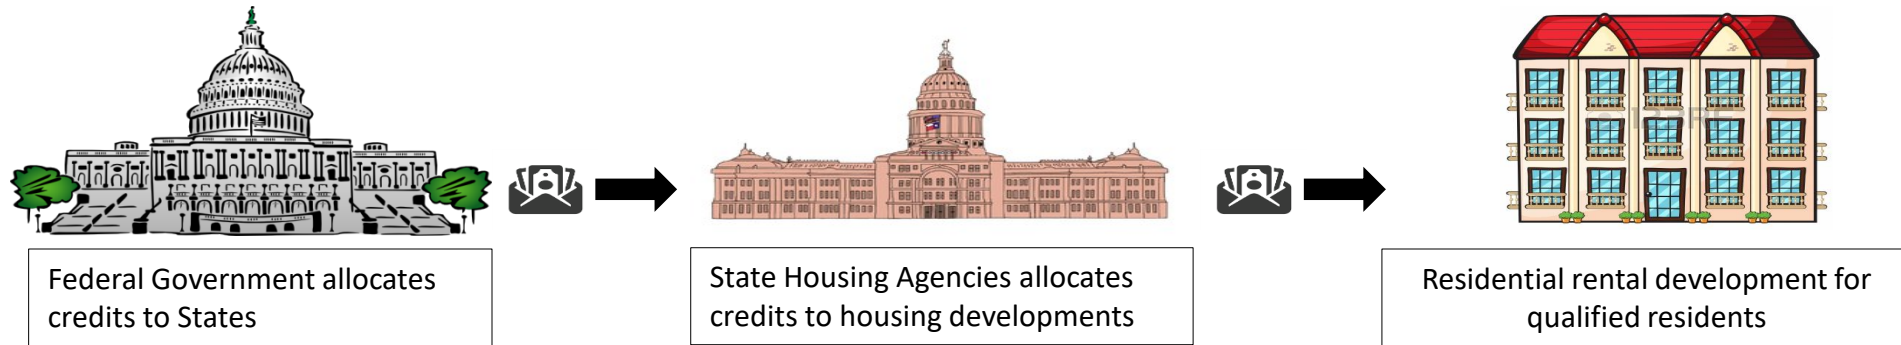 Federal Government allocates
credits to States
State Housing Agencies allocates
credits to housing developments
Residential rental development for
qualified residents